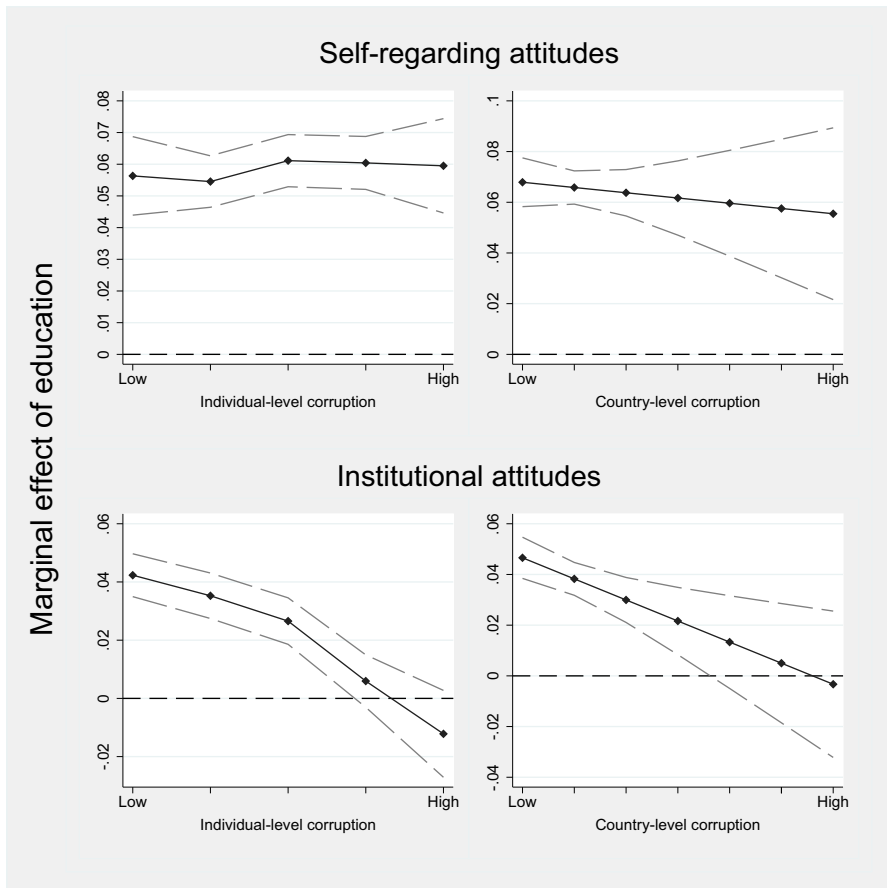 Self-regarding attitudes
Marginal effect of education
.08
.07
.06
.05
.04
.03
.02
.01
0
Low
High
Individual-level corruption
.1
.08
.06
.04
.02
0
Low
High
Country-level corruption
Institutional attitudes
.06
.04
.02
0
-.02
Low
High
Individual-level corruption
.06
.04
.02
0
-.02
-.04
Low
High
Country-level corruption